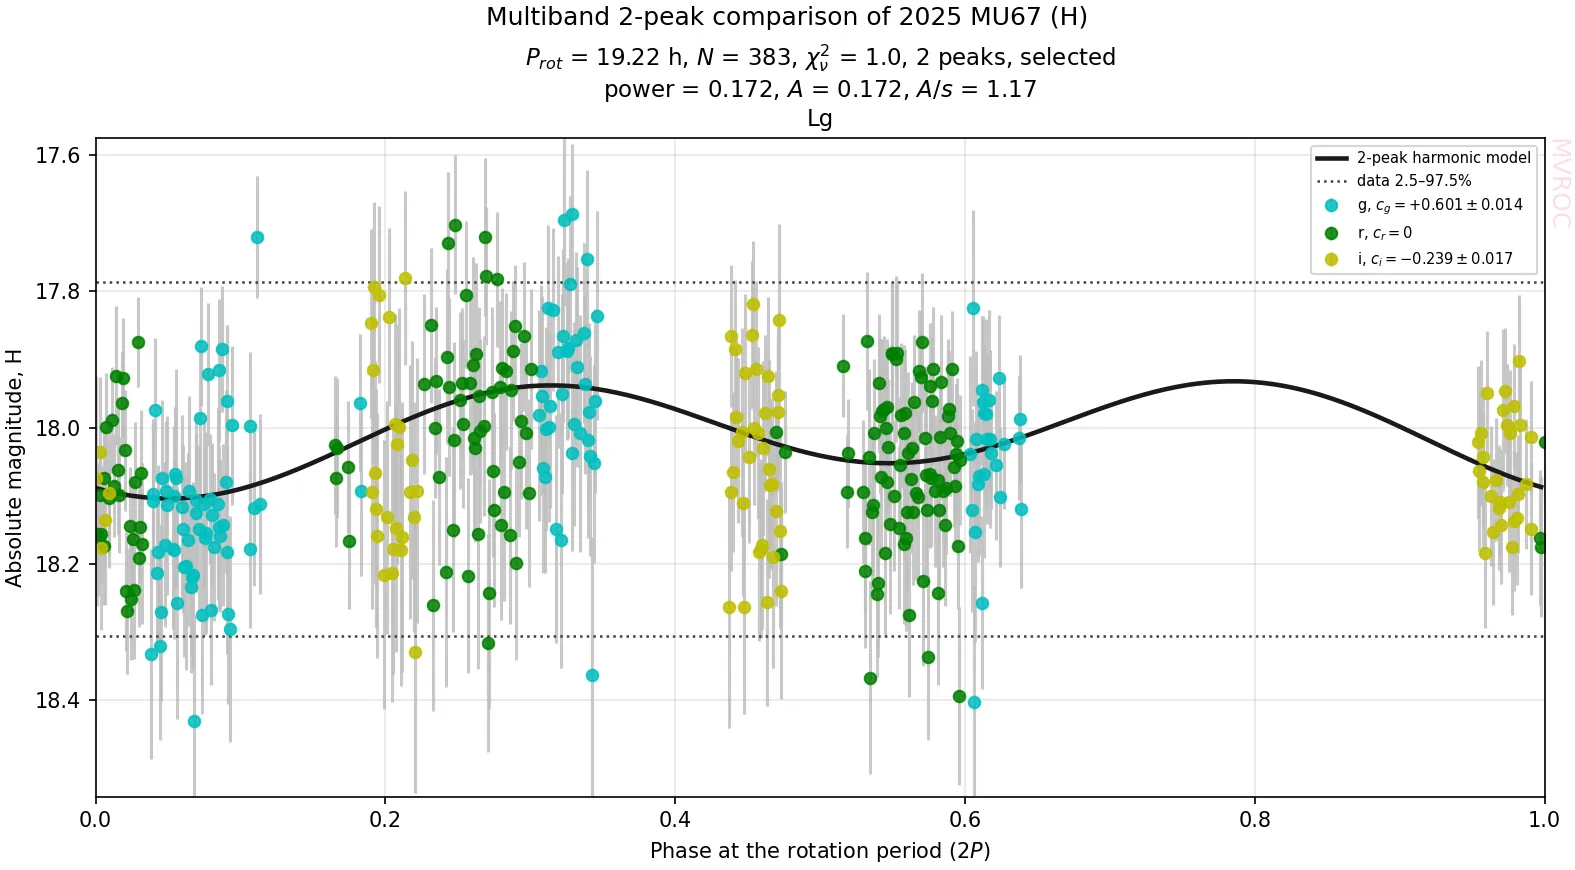 Multiband 2-peak comparison of 2025 MU67 (H)
P_rot = 19.22 h, N = 383, χ²_ν = 1.0, 2 peaks, selected
power = 0.172, A = 0.172, A/s = 1.17
Lg
2-peak harmonic model
data 2.5–97.5%
g, c_g = +0.601 ± 0.014
r, c_r = 0
i, c_i = −0.239 ± 0.017
MVROC
Absolute magnitude, H
17.6
17.8
18.0
18.2
18.4
0.0 0.2 0.4 0.6 0.8 1.0
Phase at the rotation period (2P)